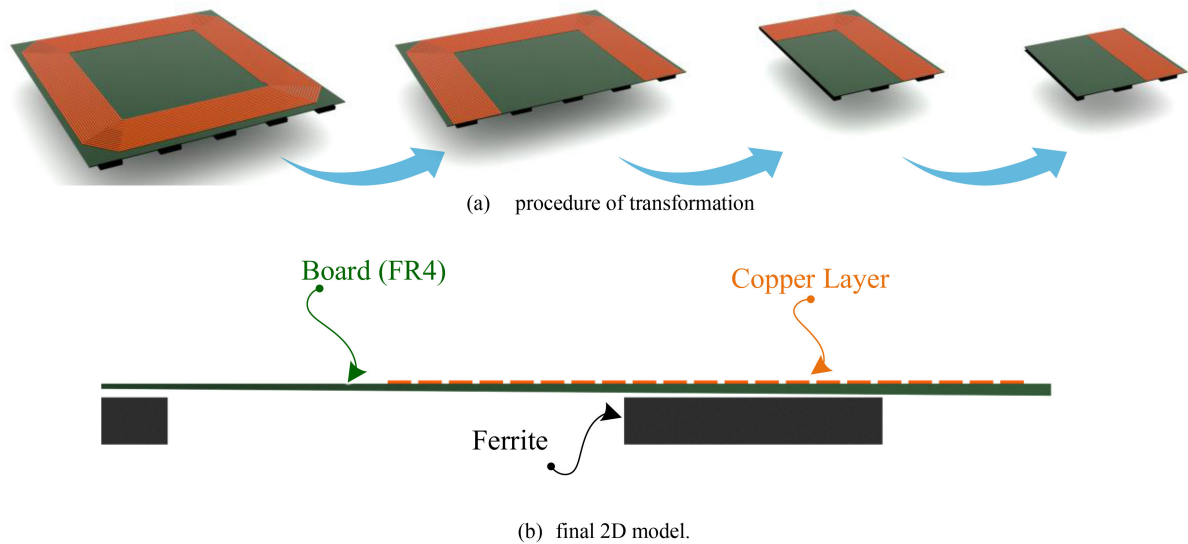 (a) procedure of transformation
Board (FR4)
Copper Layer
Ferrite
(b) final 2D model.